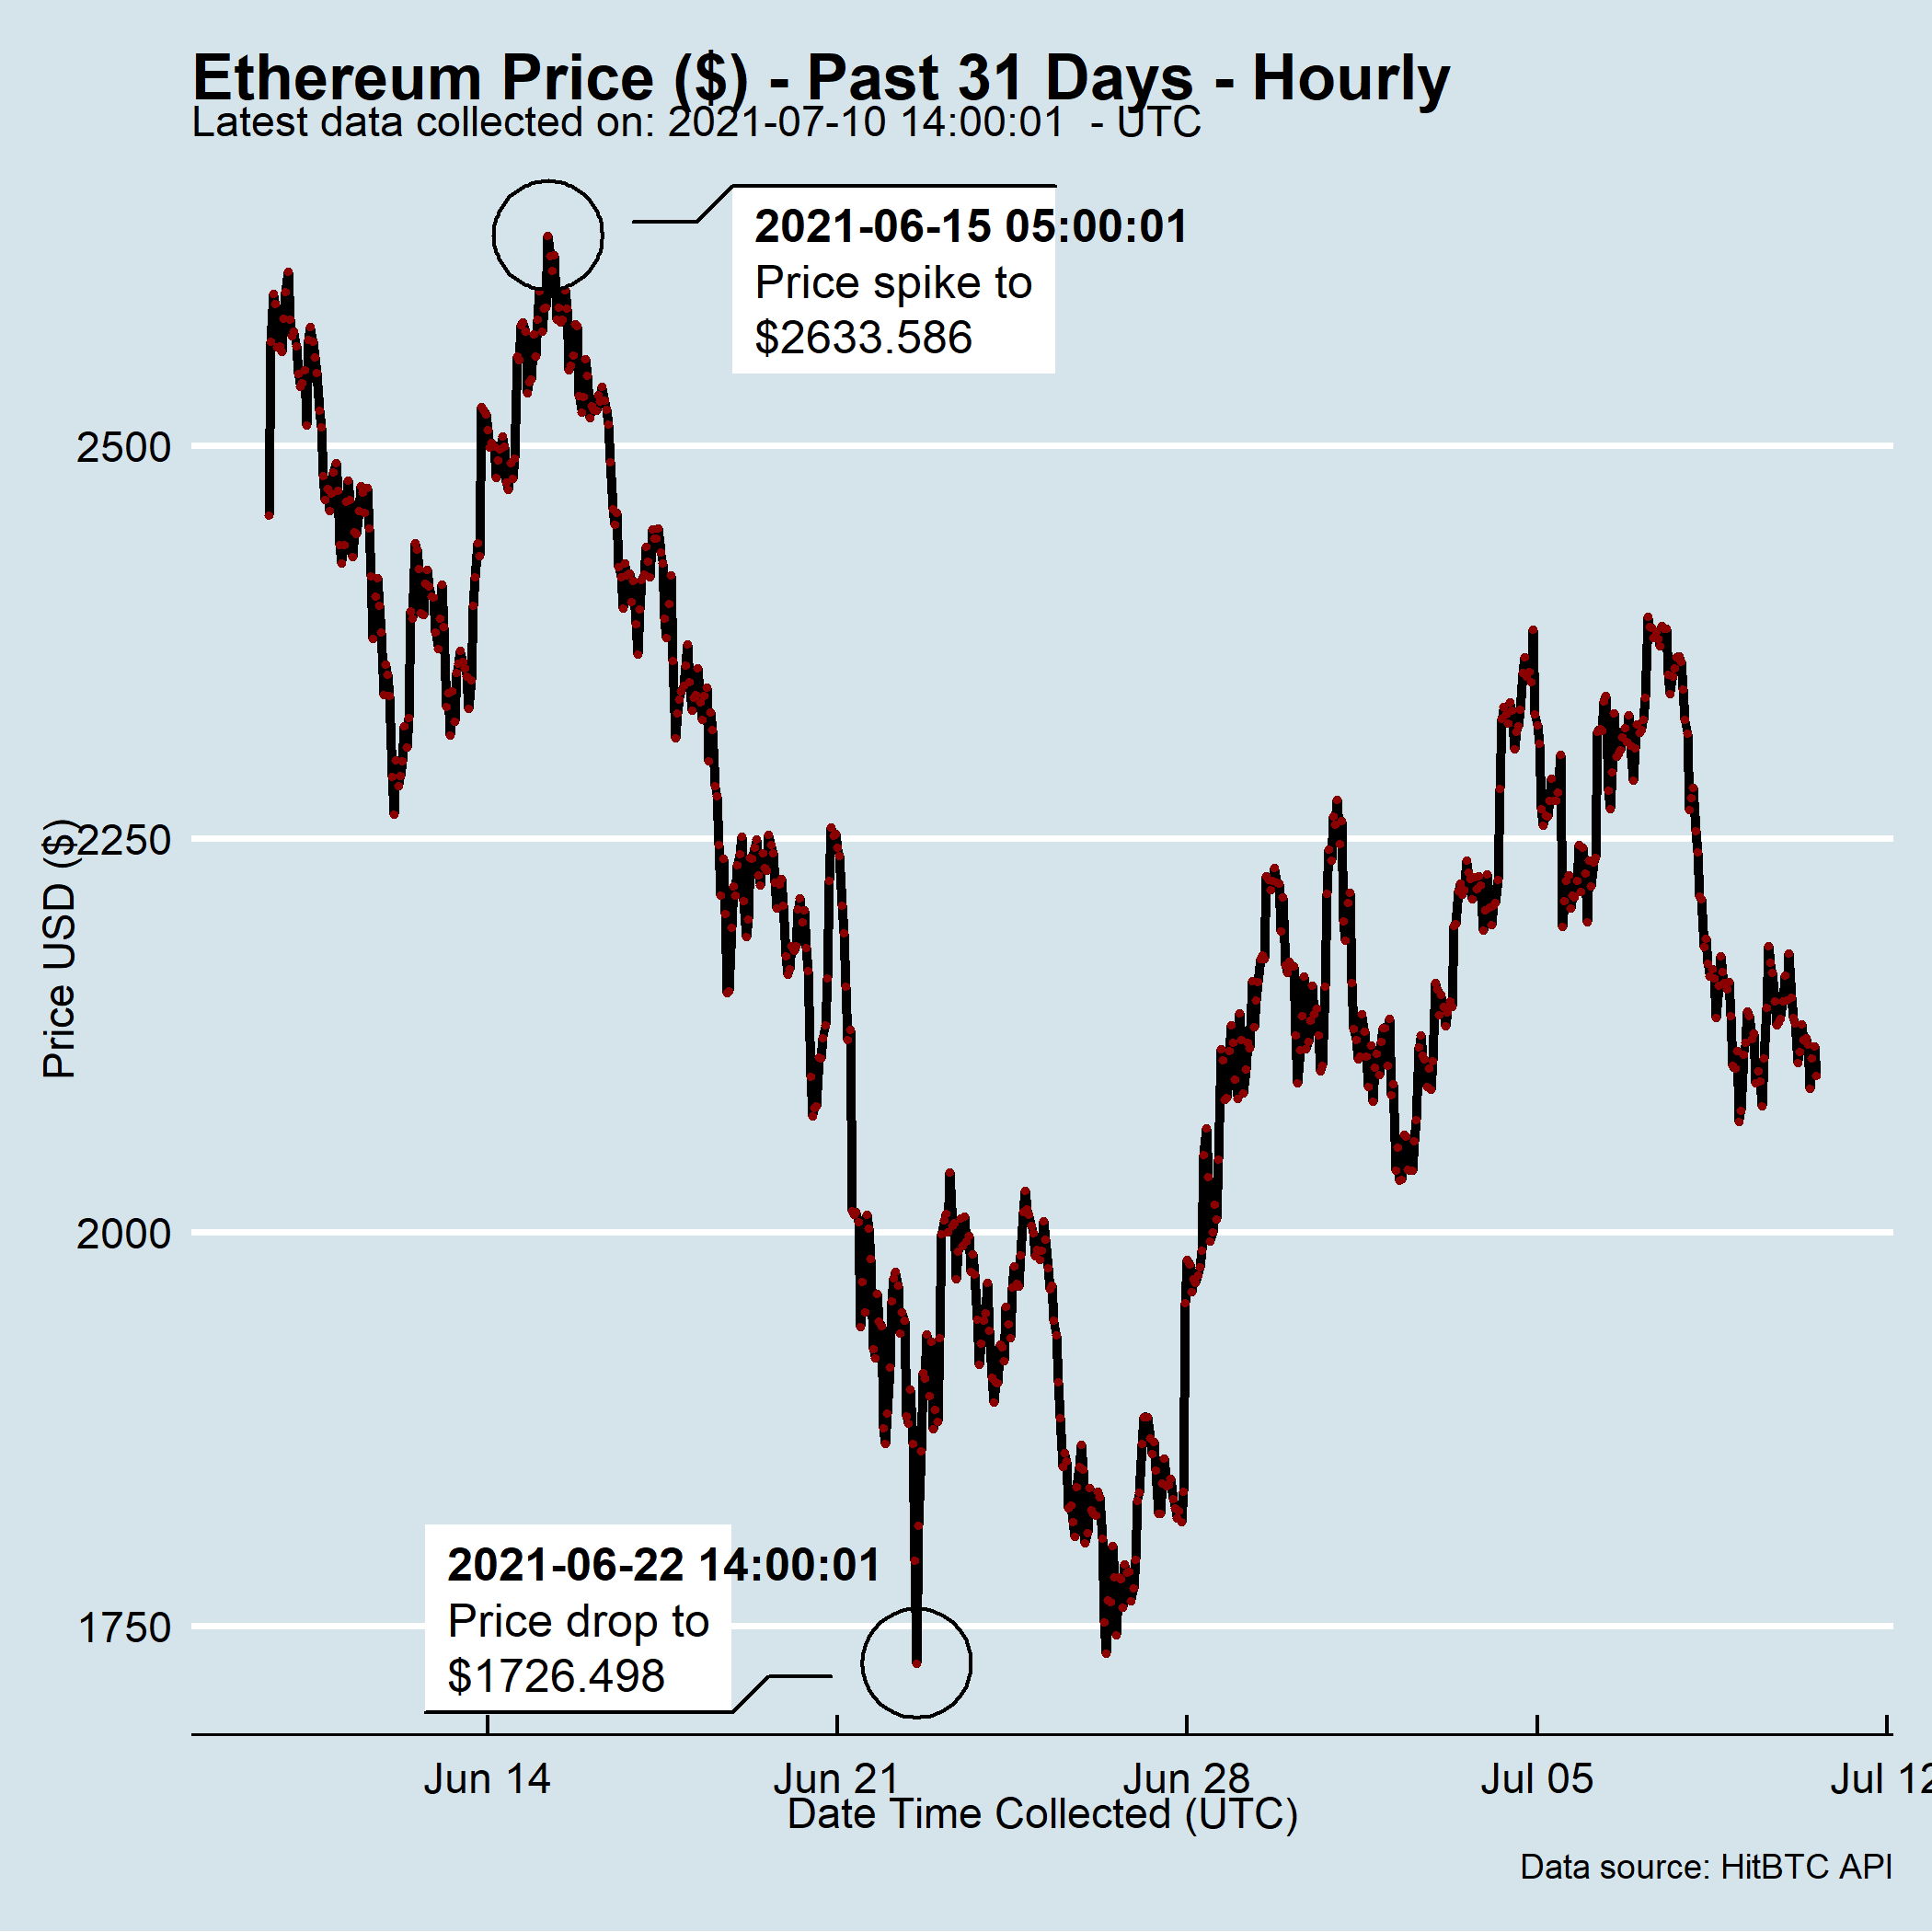 Ethereum Price ($) - Past 31 Days - Hourly
Latest data collected on: 2021-07-10 14:00:01  - UTC
2021-06-15 05:00:01
Price spike to
$2633.586
2500
2250
2000
1750
Price USD ($)
2021-06-22 14:00:01
Price drop to
$1726.498
Jun 14
Jun 21
Jun 28
Jul 05
Jul 12
Date Time Collected (UTC)
Data source: HitBTC API